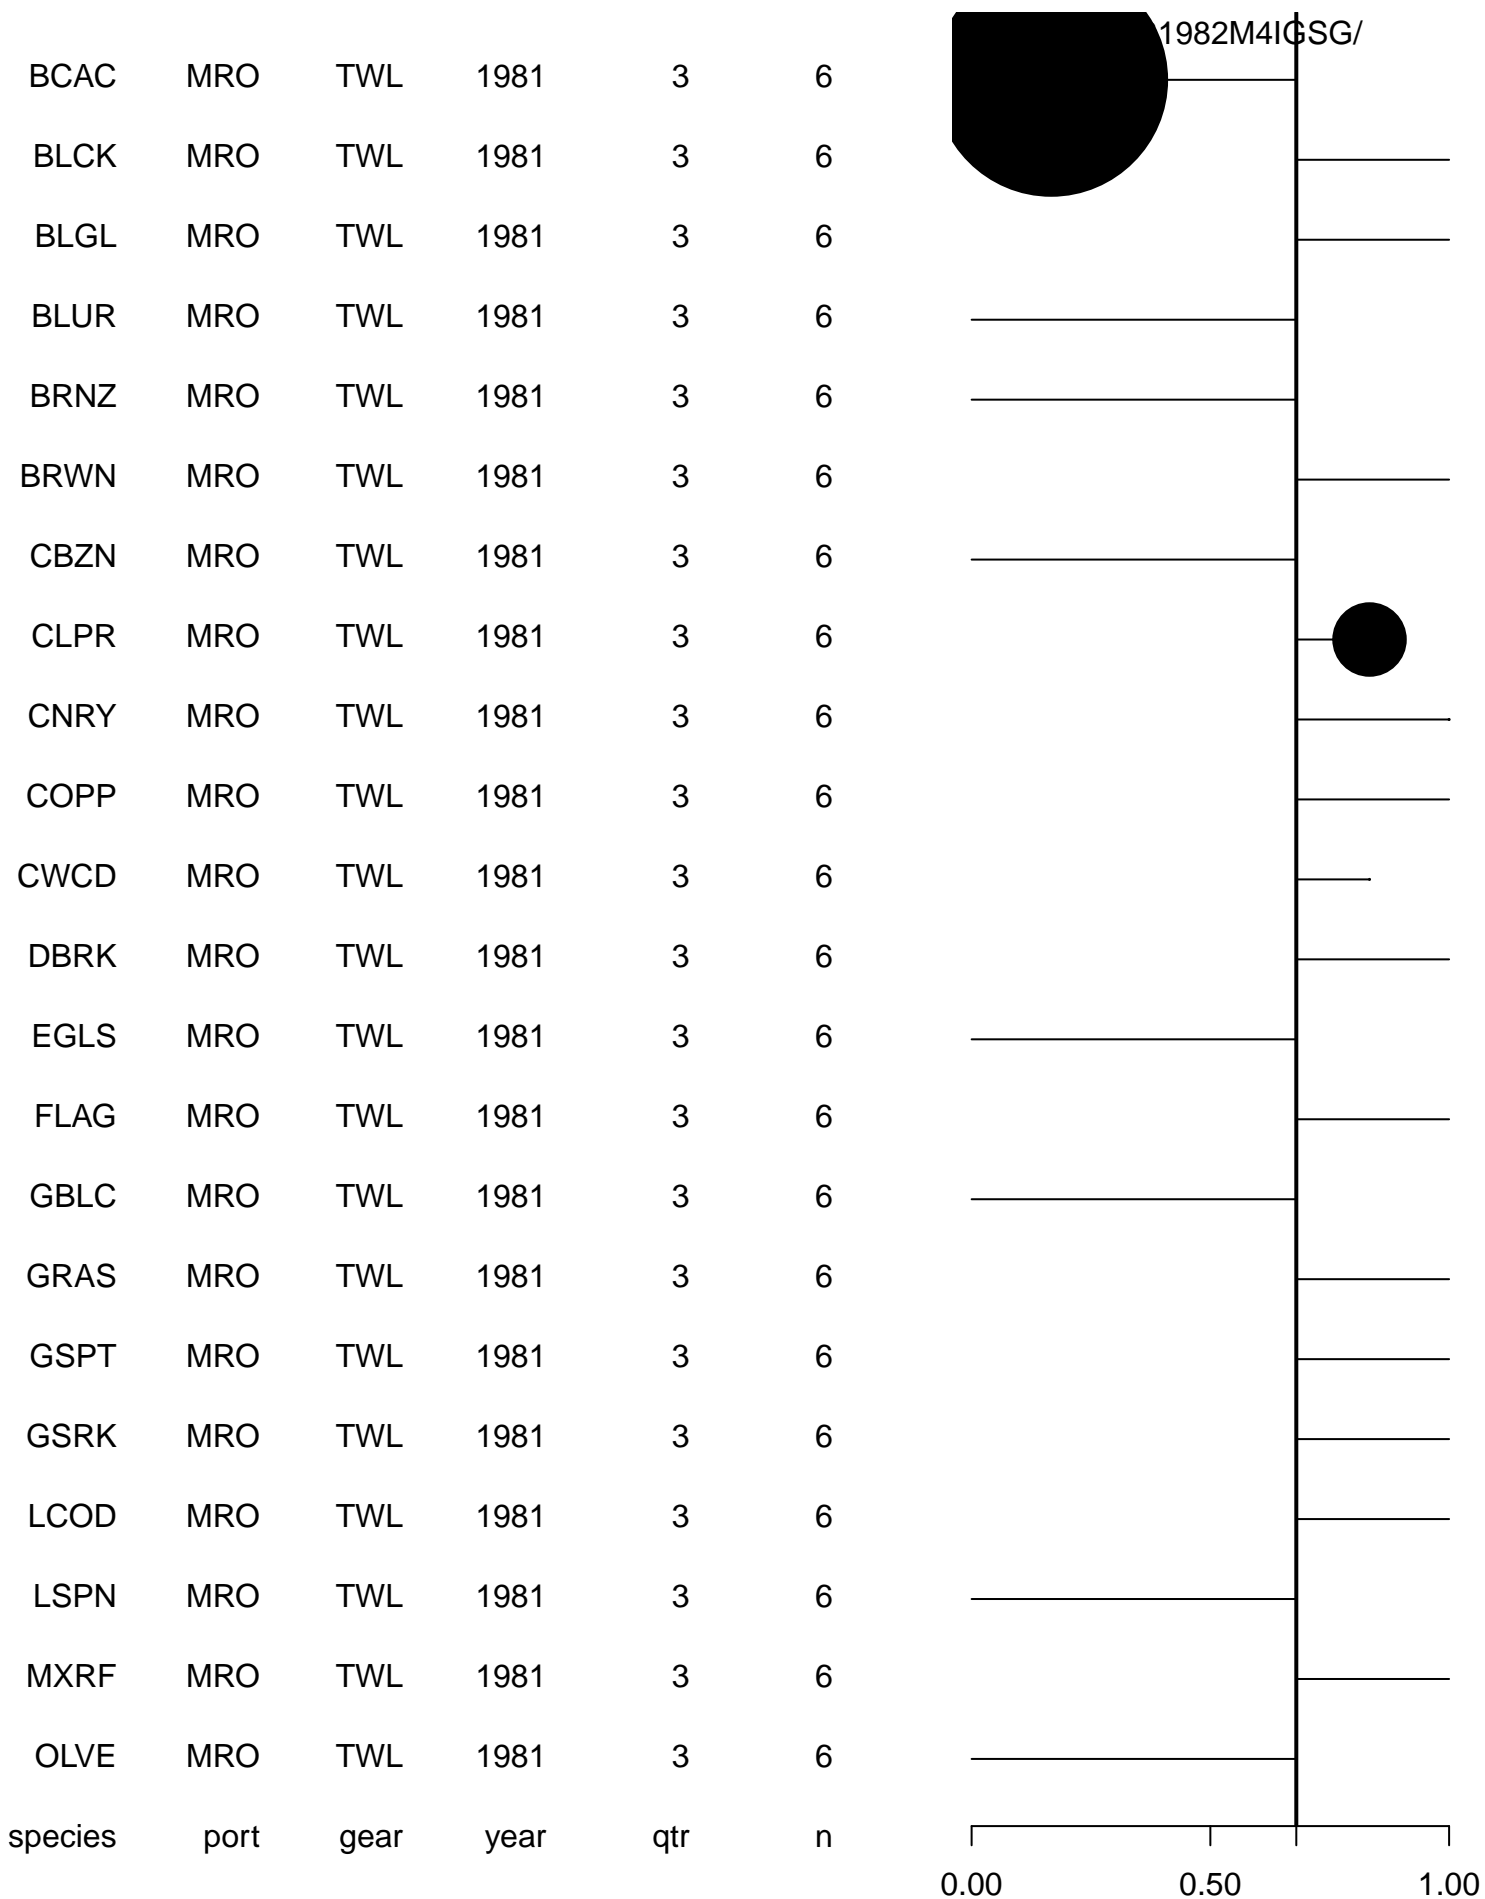 1982M4IGSG/
BCAC MRO TWL 1981 3 6
BLCK MRO TWL 1981 3 6
BLGL MRO TWL 1981 3 6
BLUR MRO TWL 1981 3 6
BRNZ MRO TWL 1981 3 6
BRWN MRO TWL 1981 3 6
CBZN MRO TWL 1981 3 6
CLPR MRO TWL 1981 3 6
CNRY MRO TWL 1981 3 6
COPP MRO TWL 1981 3 6
CWCD MRO TWL 1981 3 6
DBRK MRO TWL 1981 3 6
EGLS MRO TWL 1981 3 6
FLAG MRO TWL 1981 3 6
GBLC MRO TWL 1981 3 6
GRAS MRO TWL 1981 3 6
GSPT MRO TWL 1981 3 6
GSRK MRO TWL 1981 3 6
LCOD MRO TWL 1981 3 6
LSPN MRO TWL 1981 3 6
MXRF MRO TWL 1981 3 6
OLVE MRO TWL 1981 3 6
species port gear year qtr n
0.00 0.50 1.00